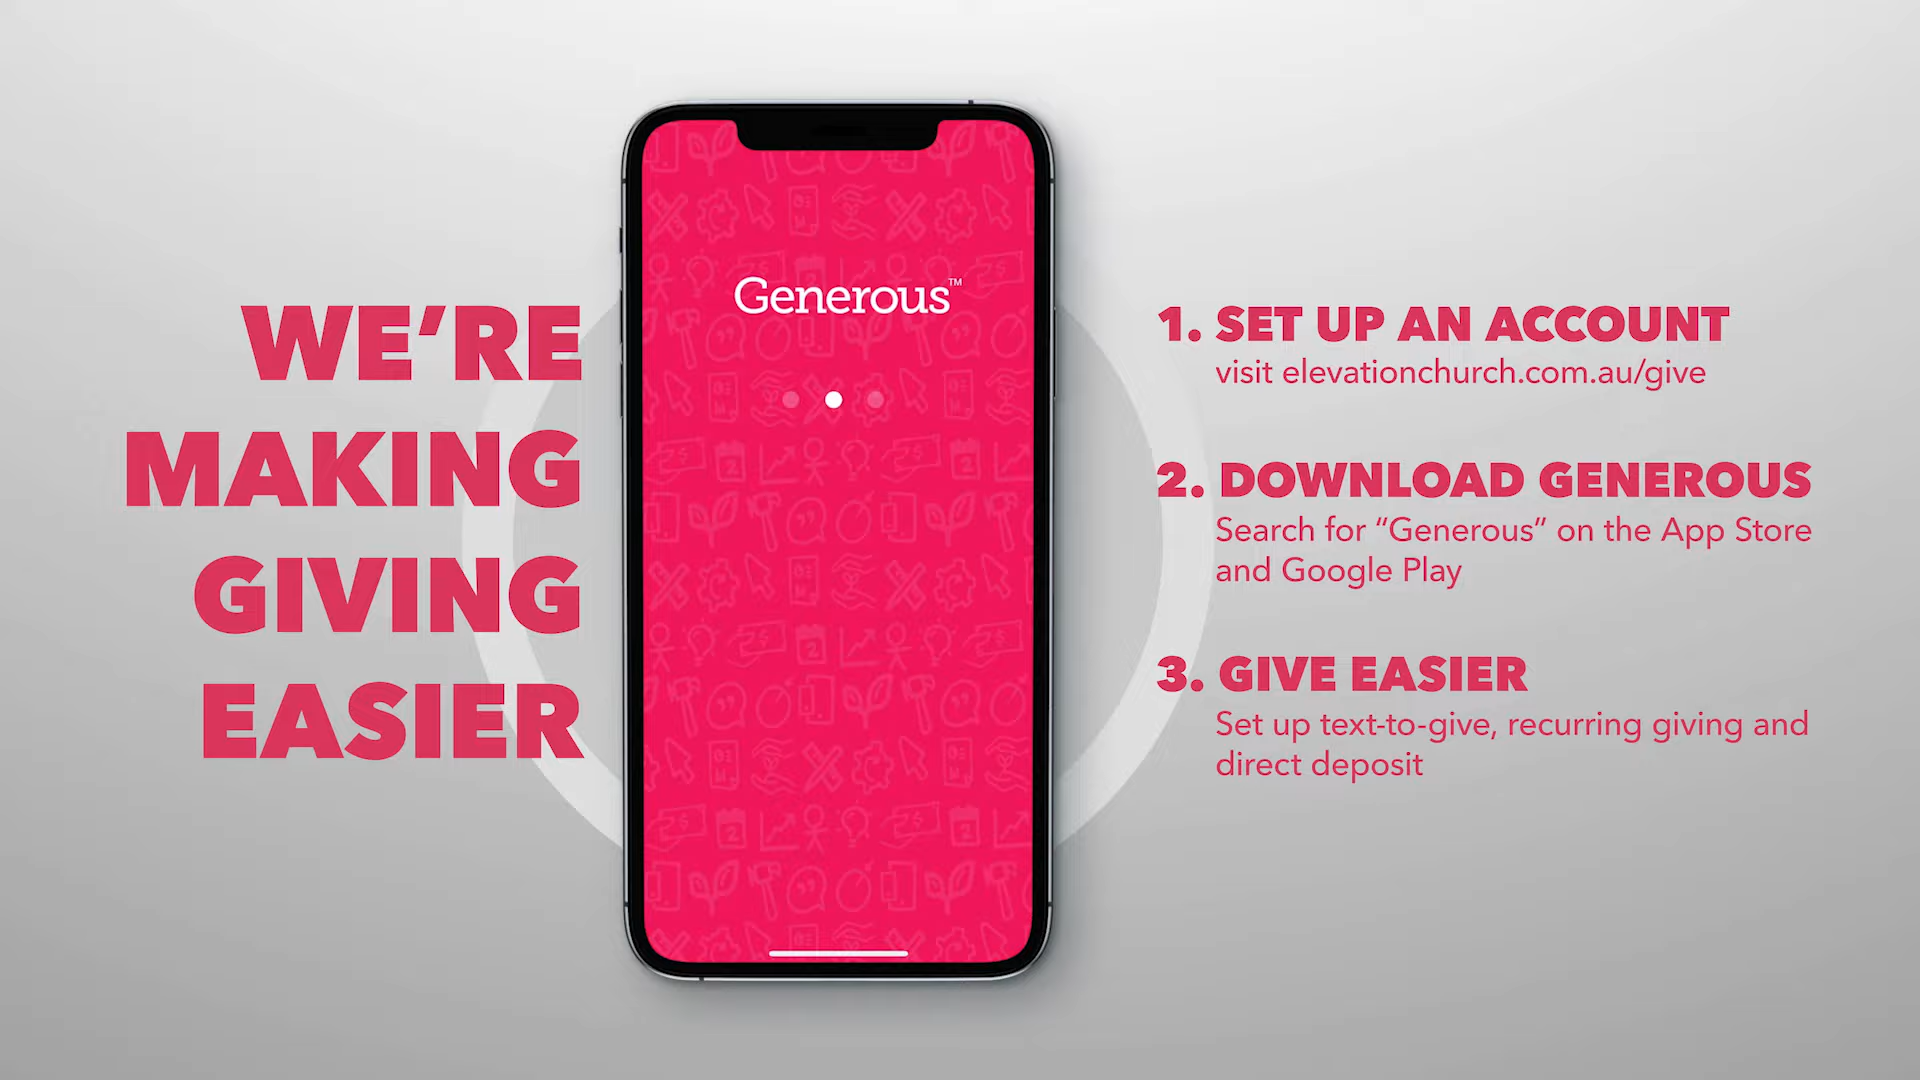 WE’RE
MAKING
GIVING
EASIER
Generous™
1. SET UP AN ACCOUNT
visit elevationchurch.com.au/give
2. DOWNLOAD GENEROUS
Search for “Generous” on the App Store
and Google Play
3. GIVE EASIER
Set up text-to-give, recurring giving and
direct deposit